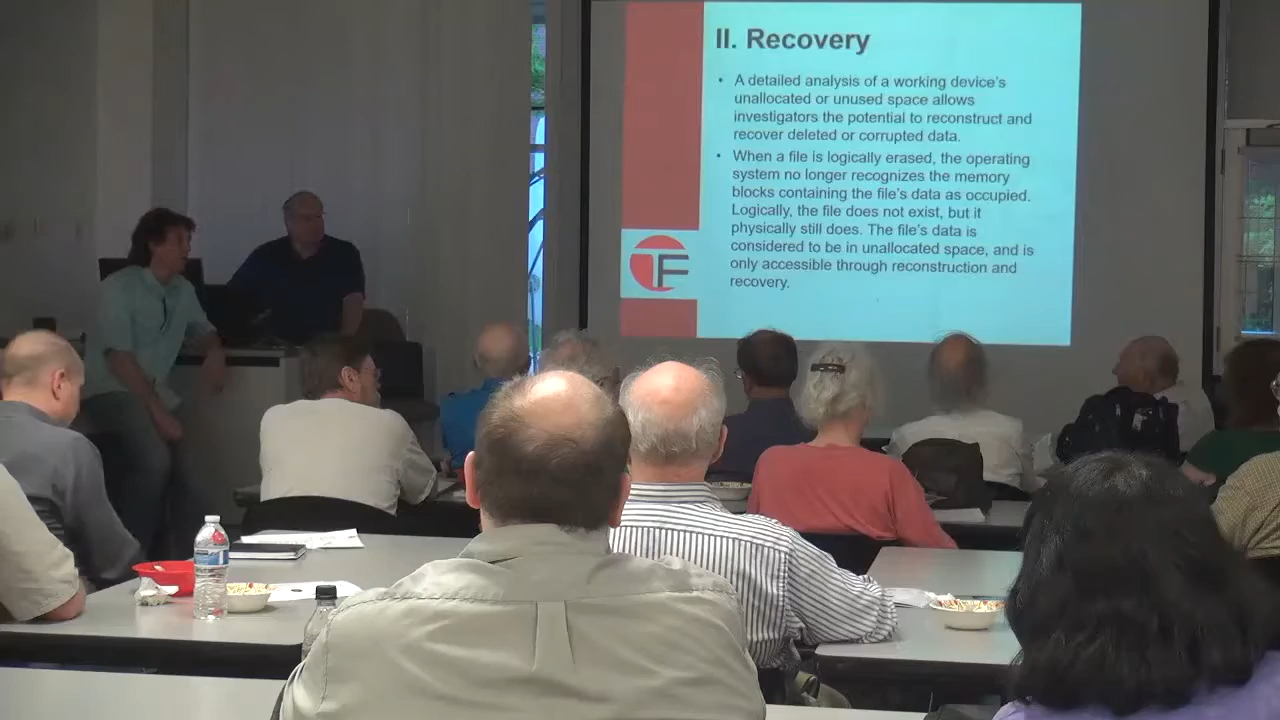 II. Recovery
• A detailed analysis of a working device's
unallocated or unused space allows
investigators the potential to reconstruct and
recover deleted or corrupted data.
• When a file is logically erased, the operating
system no longer recognizes the memory
blocks containing the file's data as occupied.
Logically, the file does not exist, but it
physically still does. The file's data is
considered to be in unallocated space, and is
only accessible through reconstruction and
recovery.
TF